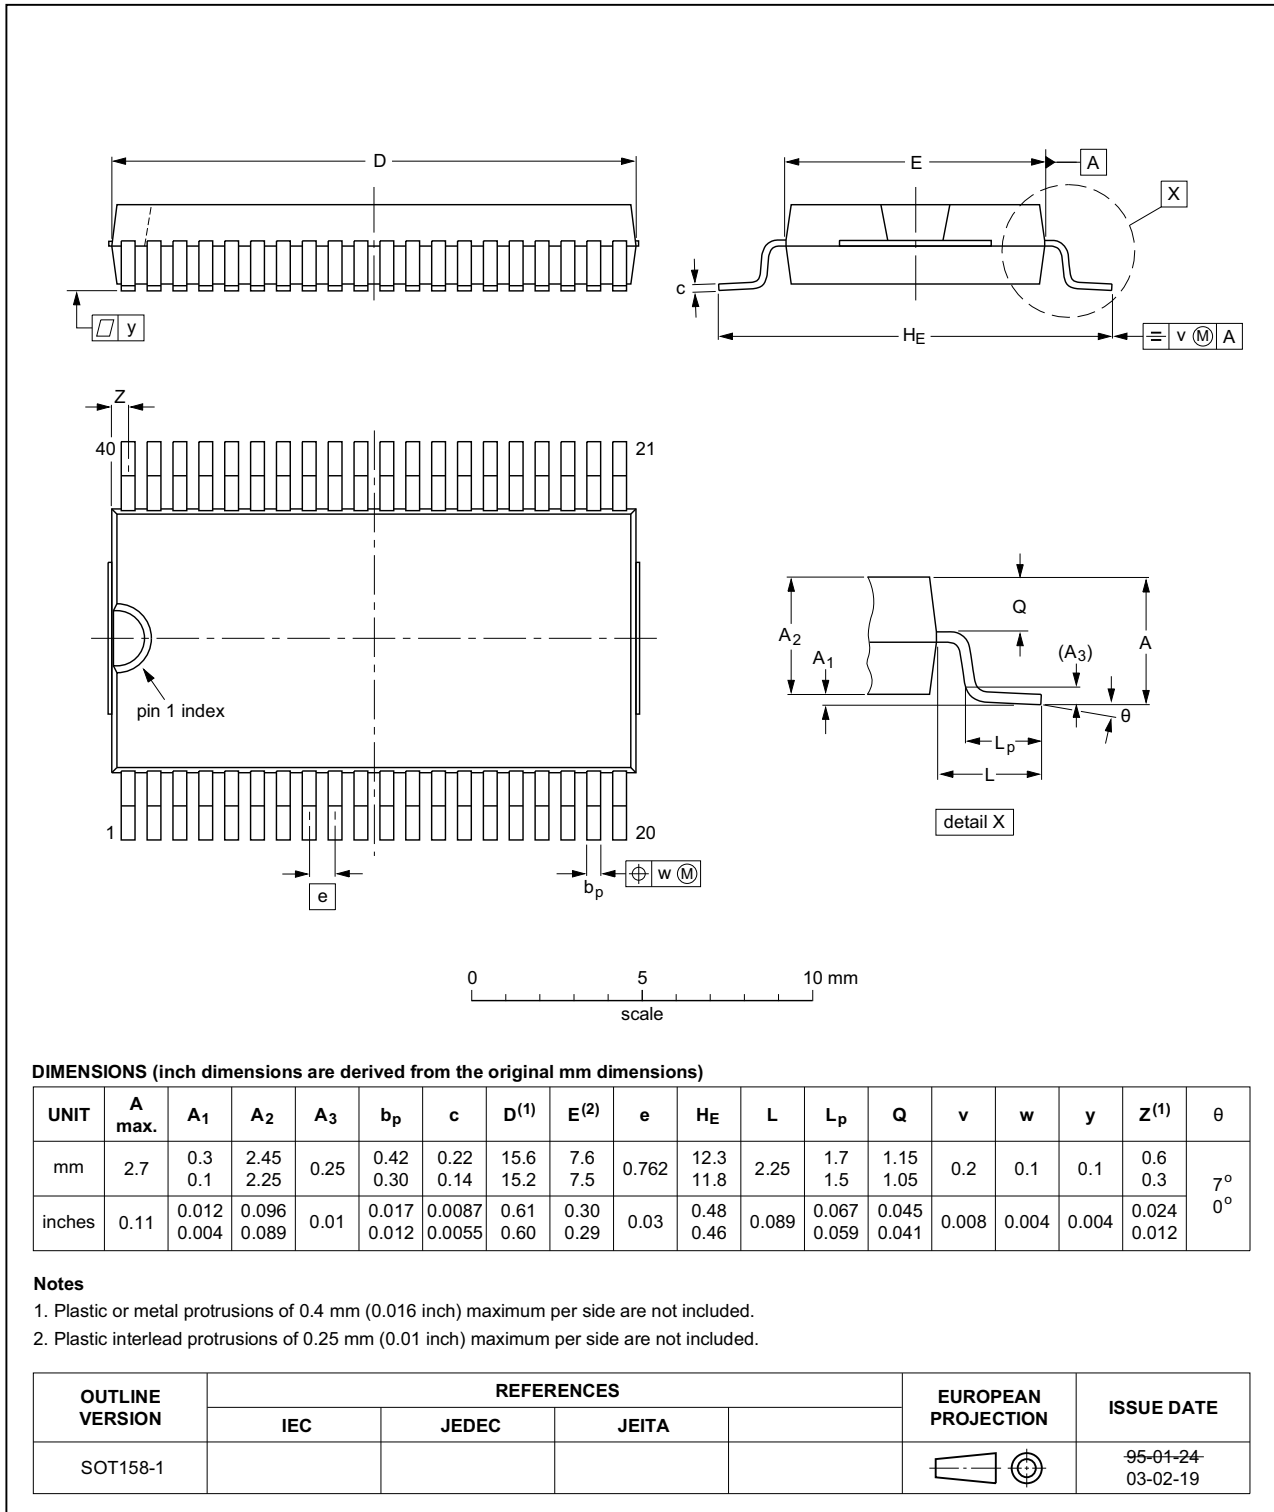 D
E
A
X
c
y
HE
v M A
Z
40
21
pin 1 index
1
20
e
bp
w M
Q
A2
A
A1
(A3)
θ
Lp
L
detail X
0 5 10 mm
scale
DIMENSIONS (inch dimensions are derived from the original mm dimensions)
UNIT A max. A1 A2 A3 bp c D(1) E(2) e HE L Lp Q v w y Z(1) θ
mm 2.7 0.3 0.1 2.45 2.25 0.25 0.42 0.30 0.22 0.14 15.6 15.2 7.6 7.5 0.762 12.3 11.8 2.25 1.7 1.5 1.15 1.05 0.2 0.1 0.1 0.6 0.3 7° 0°
inches 0.11 0.012 0.004 0.096 0.089 0.01 0.017 0.012 0.0087 0.0055 0.61 0.60 0.30 0.29 0.03 0.48 0.46 0.089 0.067 0.059 0.045 0.041 0.008 0.004 0.004 0.024 0.012
Notes
1. Plastic or metal protrusions of 0.4 mm (0.016 inch) maximum per side are not included.
2. Plastic interlead protrusions of 0.25 mm (0.01 inch) maximum per side are not included.
OUTLINE VERSION REFERENCES EUROPEAN PROJECTION ISSUE DATE
IEC JEDEC JEITA
SOT158-1 95-01-24
03-02-19